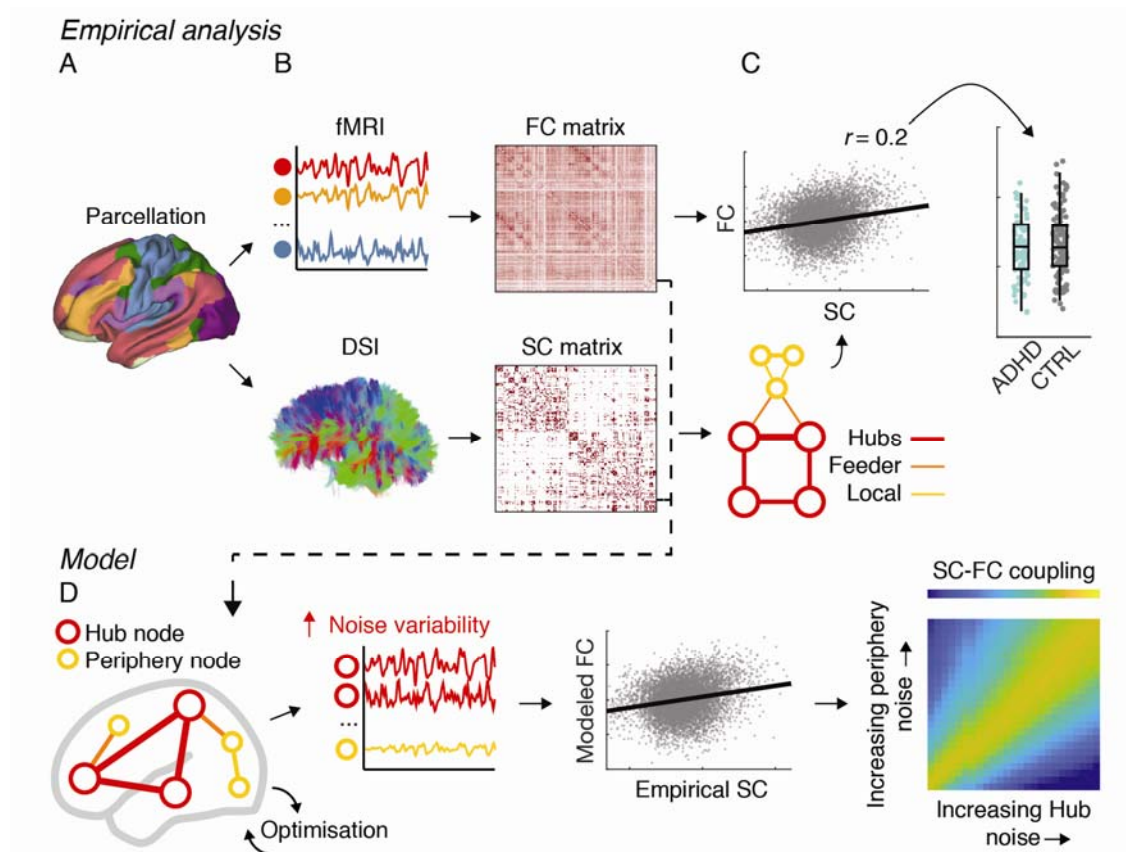 Empirical analysis
A
B
C
fMRI
FC matrix
r = 0.2
Parcellation
...
FC
SC
ADHD
CTRL
DSI
SC matrix
Hubs
Feeder
Local
Model
D
Hub node
Periphery node
↑ Noise variability
...
Optimisation
Modeled FC
Empirical SC
SC-FC coupling
Increasing periphery
noise →
Increasing Hub
noise →